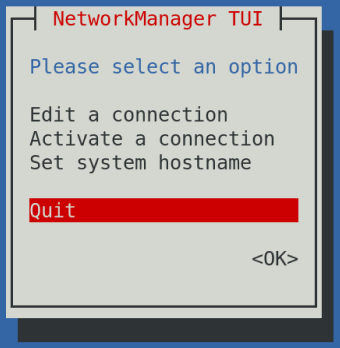 NetworkManager TUI
Please select an option
Edit a connection
Activate a connection
Set system hostname
Quit
<OK>